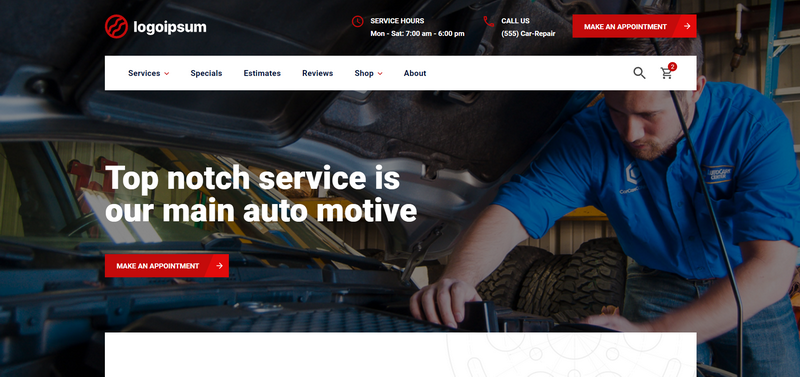 logoipsum
SERVICE HOURS
Mon - Sat: 7:00 am - 6:00 pm
CALL US
(555) Car-Repair
MAKE AN APPOINTMENT
Services
Specials
Estimates
Reviews
Shop
About
2
Top notch service is
our main auto motive
MAKE AN APPOINTMENT